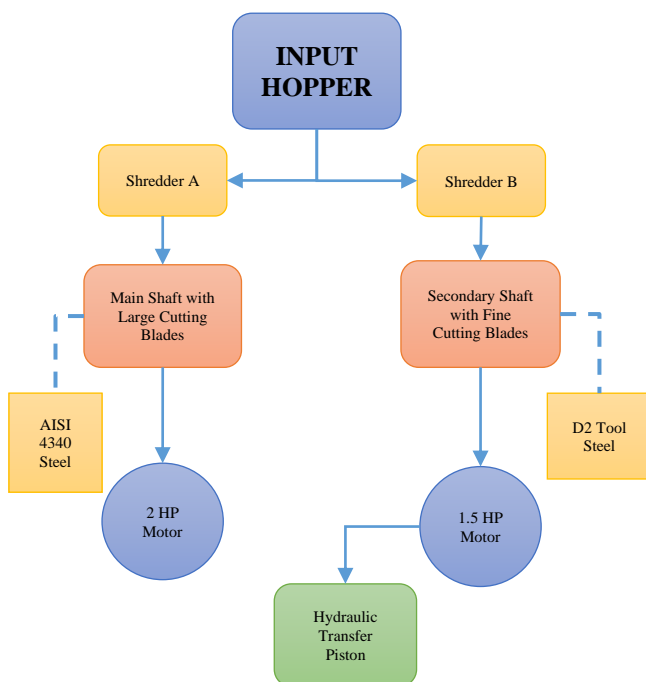 INPUT
HOPPER
Shredder A
Shredder B
Main Shaft with
Large Cutting
Blades
Secondary Shaft
with Fine
Cutting Blades
AISI
4340
Steel
D2 Tool
Steel
2 HP
Motor
1.5 HP
Motor
Hydraulic
Transfer
Piston